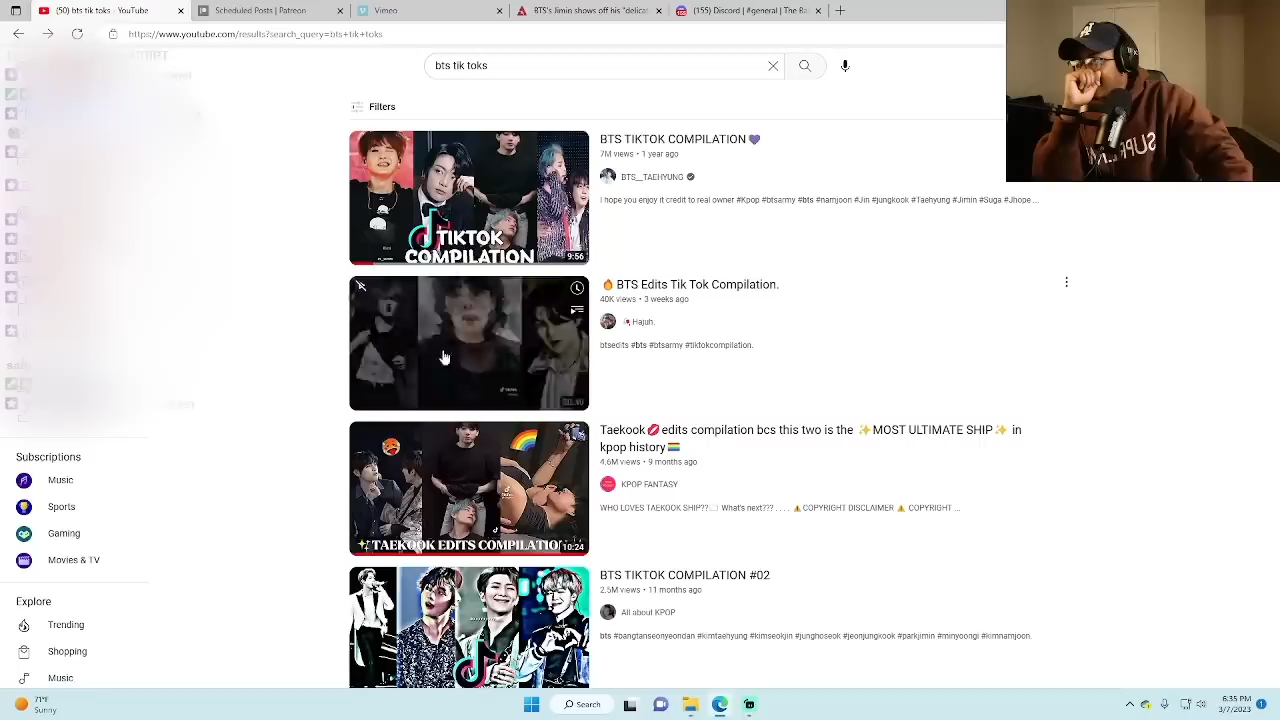 (50) bts tik toks - YouTube
Scheduled Posts | Patreon
Vimeo
BTS's Jimin shows off his "delicat
(155) Discord | #general | The Ba
https://www.youtube.com/results?search_query=bts+tik+toks
bts tik toks
Filters
TIKTOK
COMPILATION
9:56
BTS TIKTOK COMPILATION 💜
7M views • 1 year ago
BTS__TAEHYUNG
I hope you enjoy it credit to real owner #Kpop #btsarmy #bts #namjoon #Jin #jungkook #Taehyung #Jimin #Suga #Jhope ...
🔥 BTS Edits Tik Tok Compilation.
40K views • 3 weeks ago
Hajuh.
btsedits #bts #btsarmy #tiktokcompilation.
✨TAEKOOK EDITS COMPILATIO
10:24
Taekook💋edits compilation bcs this two is the ✨MOST ULTIMATE SHIP✨ in
kpop history🏳️‍🌈
4.6M views • 9 months ago
KPOP FANTASY
WHO LOVES TAEKOOK SHIP?? What's next??? . . . . ⚠️COPYRIGHT DISCLAIMER ⚠️ COPYRIGHT ...
BTS TIKTOK COMPILATION #02
2.5M views • 11 months ago
All about KPOP
bts #bangtanseonyeondan #kimtaehyung #kimseokjin #junghoseok #jeonjungkook #parkjimin #minyoongi #kimnamjoon.
Subscriptions
Music
Sports
Gaming
Movies & TV
Explore
Trending
Shopping
Music
Sunny
Search
6:35 PM
3/7/2023